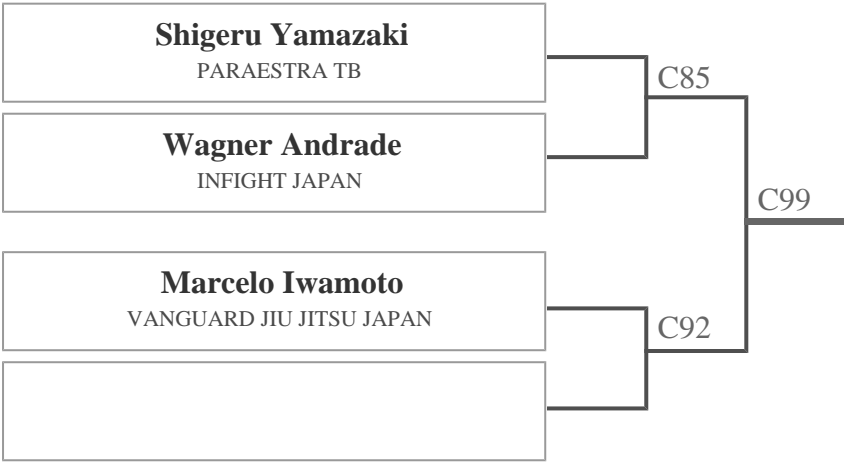 Shigeru Yamazaki
PARAESTRA TB
C85
Wagner Andrade
INFIGHT JAPAN
C99
Marcelo Iwamoto
VANGUARD JIU JITSU JAPAN
C92